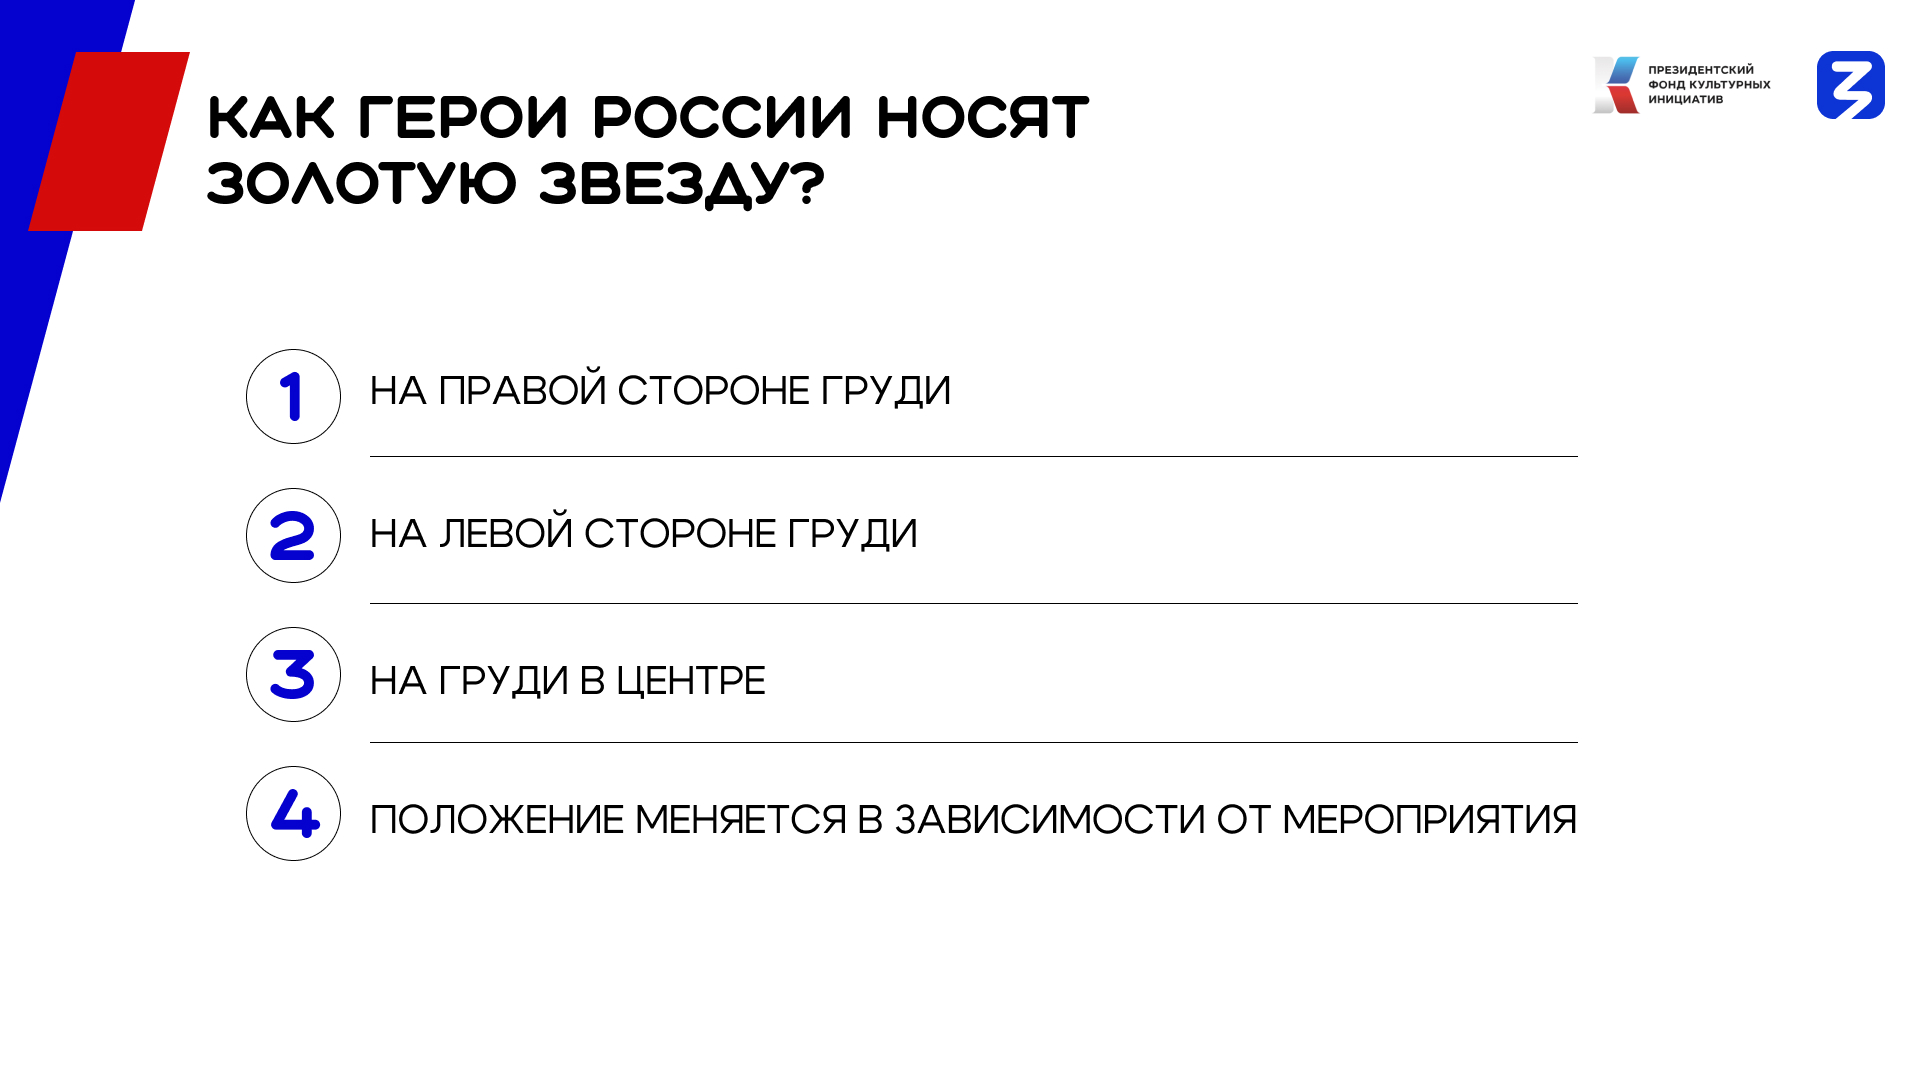 КАК ГЕРОИ РОССИИ НОСЯТ
ЗОЛОТУЮ ЗВЕЗДУ?
ПРЕЗИДЕНТСКИЙ
ФОНД КУЛЬТУРНЫХ
ИНИЦИАТИВ
1 НА ПРАВОЙ СТОРОНЕ ГРУДИ
2 НА ЛЕВОЙ СТОРОНЕ ГРУДИ
3 НА ГРУДИ В ЦЕНТРЕ
4 ПОЛОЖЕНИЕ МЕНЯЕТСЯ В ЗАВИСИМОСТИ ОТ МЕРОПРИЯТИЯ